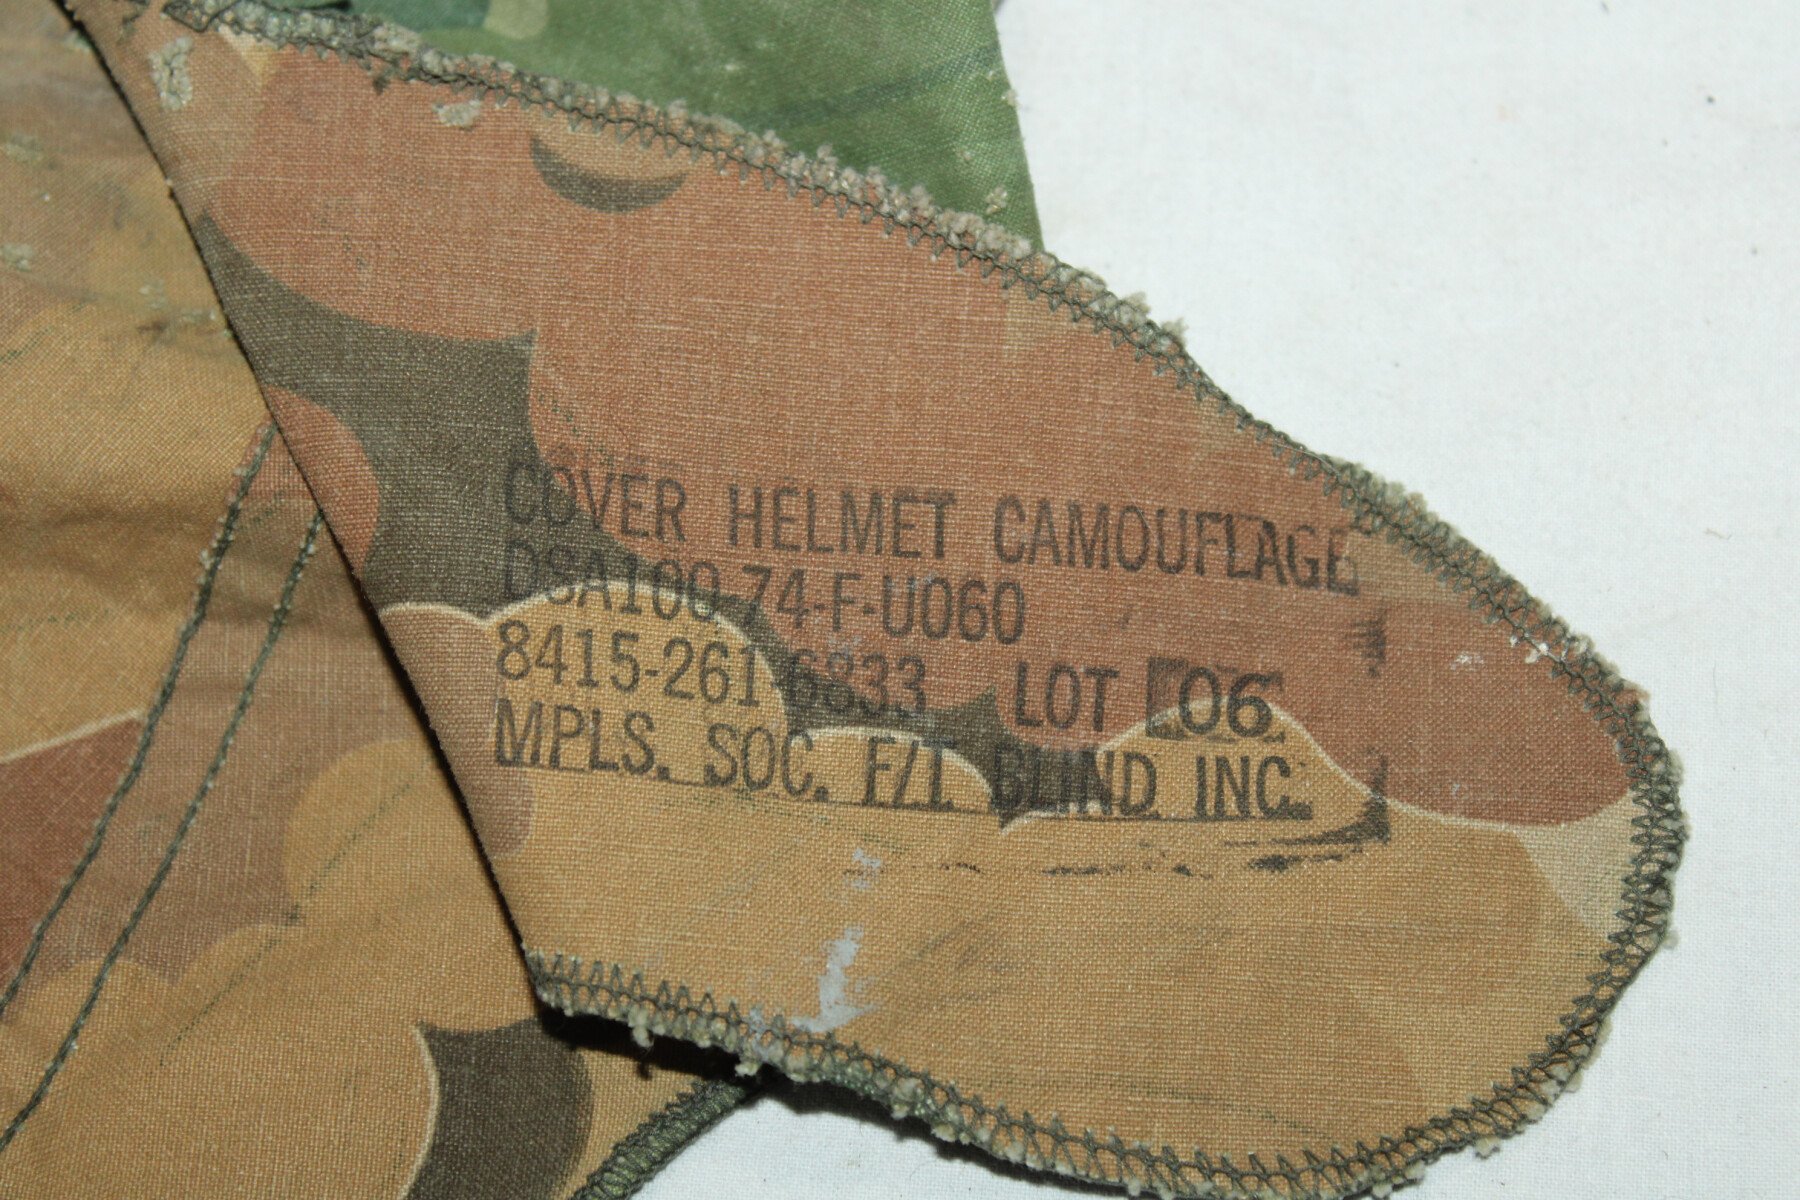 COVER HELMET CAMOUFLAGE
DSA100-74-F-U060
8415-261-6833 LOT 06
MPLS. SOC. F/T. BLIND. INC.